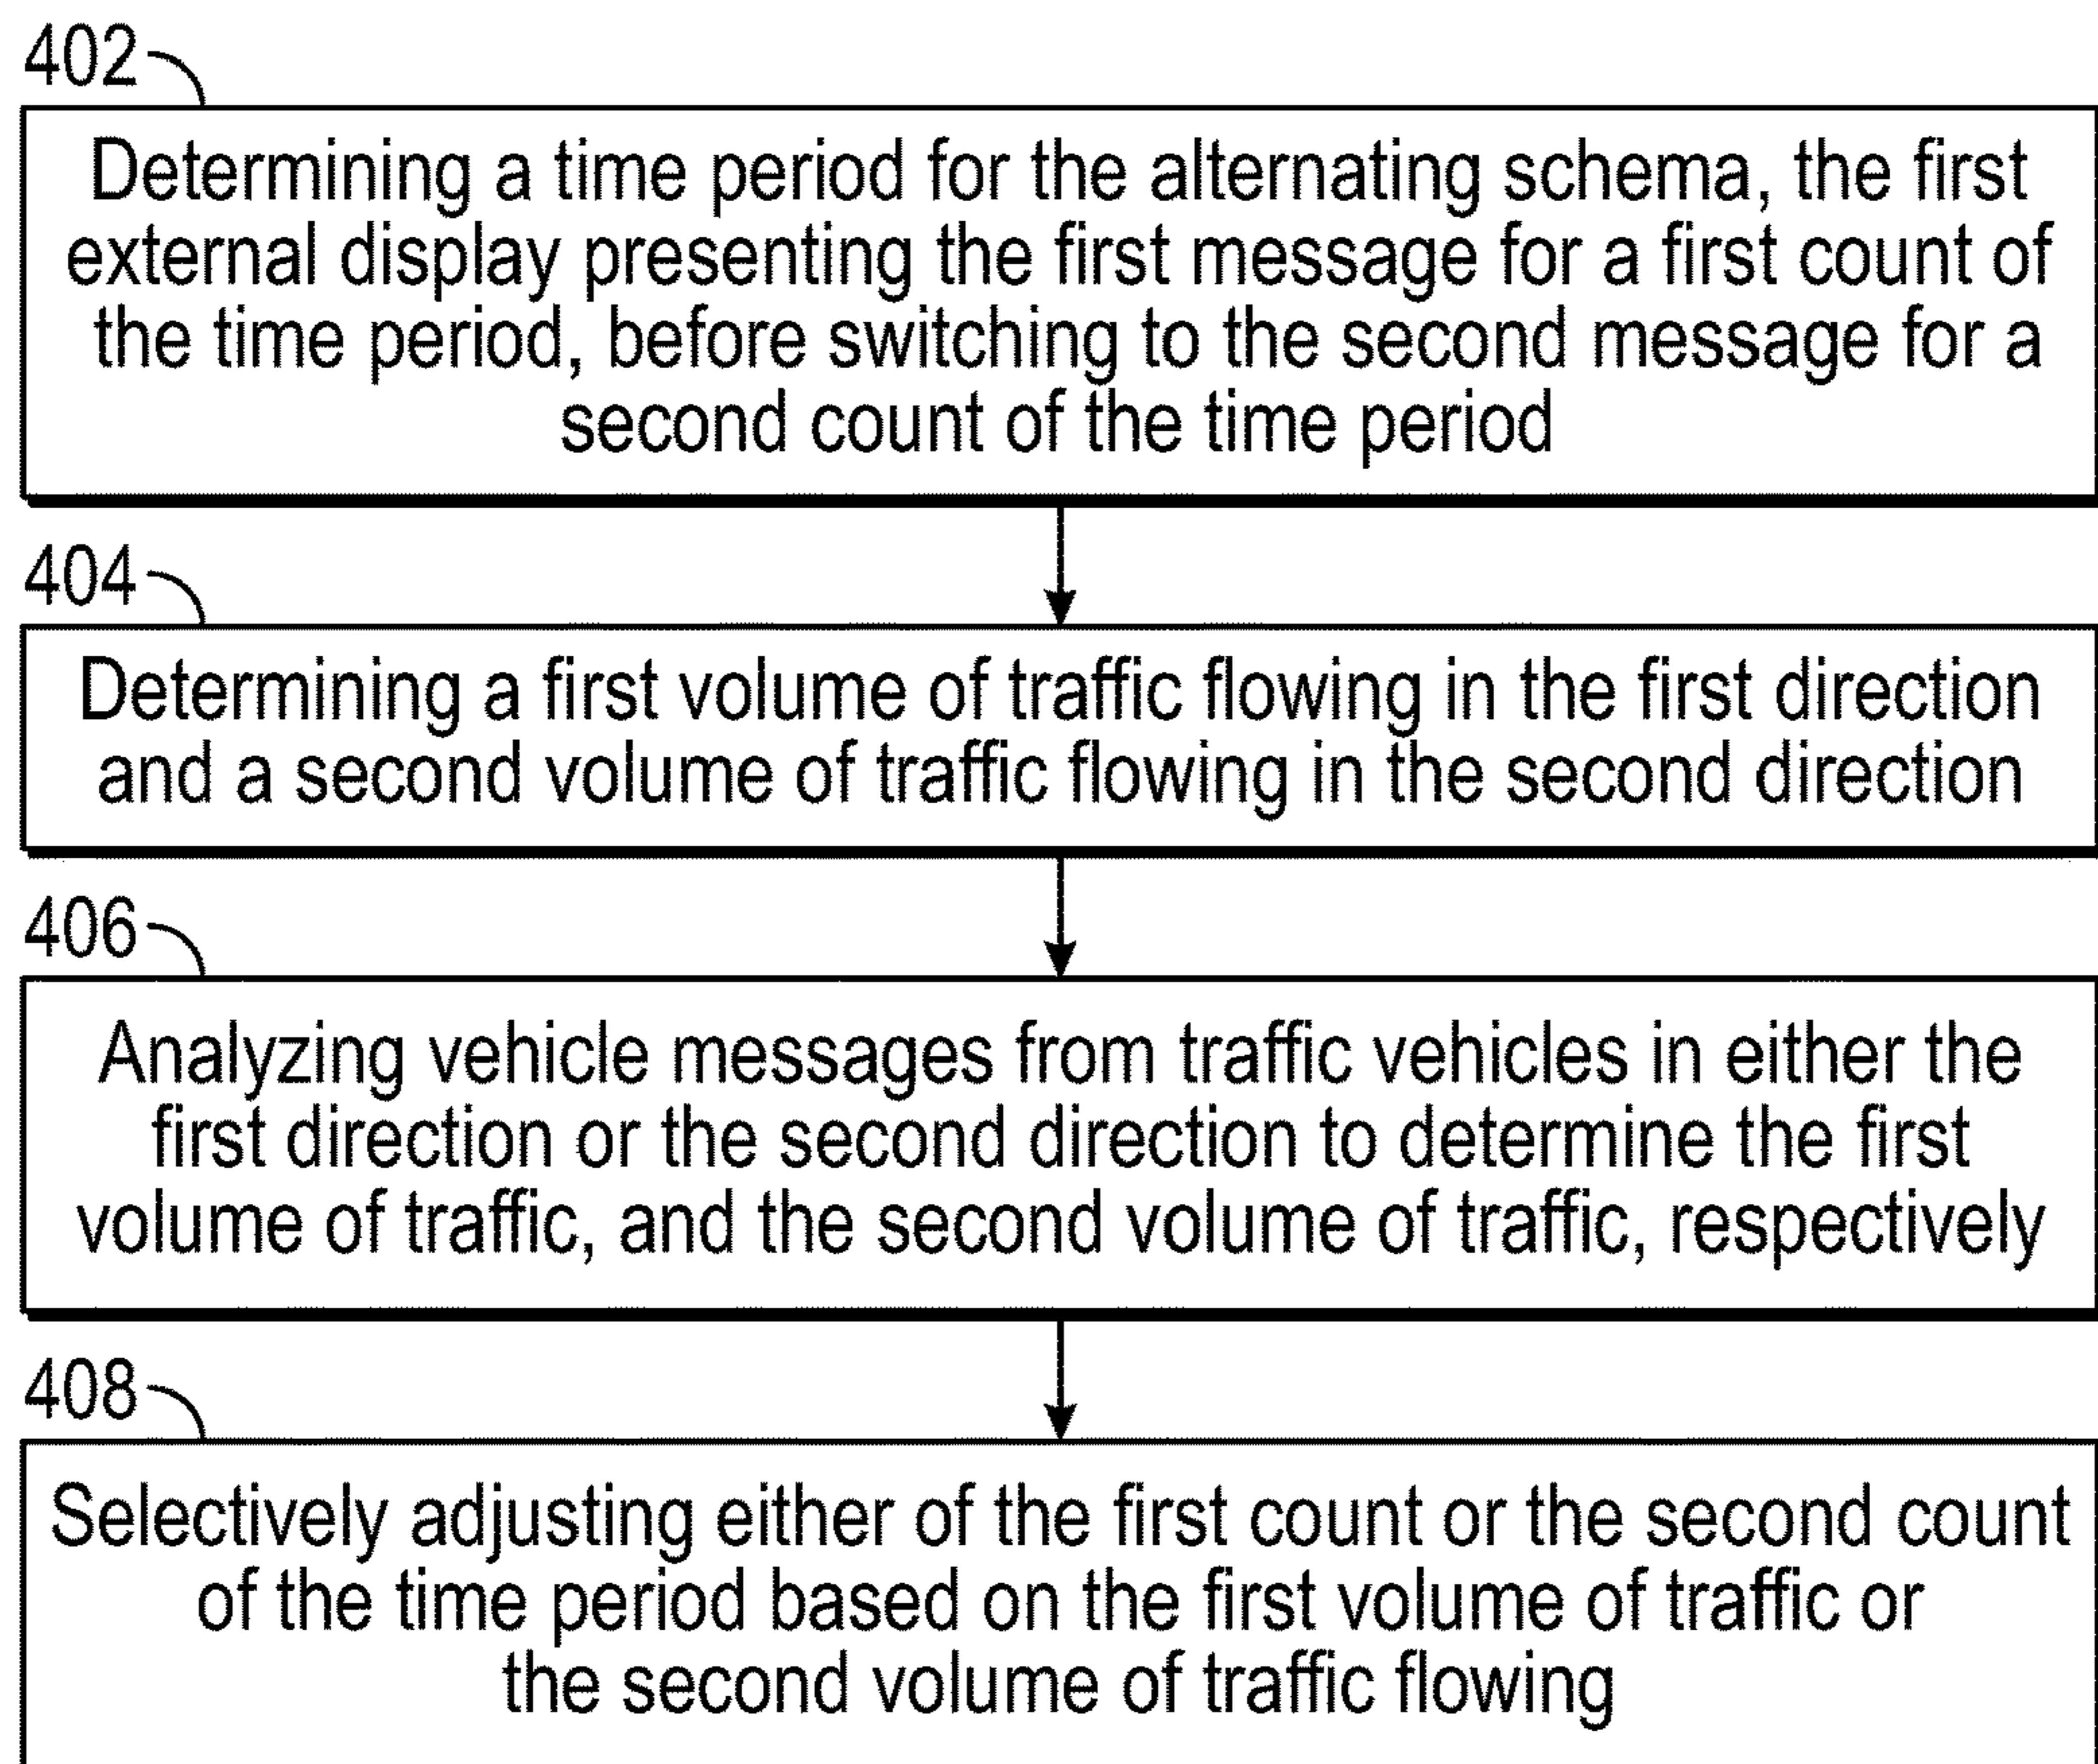 402
Determining a time period for the alternating schema, the first
external display presenting the first message for a first count of
the time period, before switching to the second message for a
second count of the time period
404
Determining a first volume of traffic flowing in the first direction
and a second volume of traffic flowing in the second direction
406
Analyzing vehicle messages from traffic vehicles in either the
first direction or the second direction to determine the first
volume of traffic, and the second volume of traffic, respectively
408
Selectively adjusting either of the first count or the second count
of the time period based on the first volume of traffic or
the second volume of traffic flowing